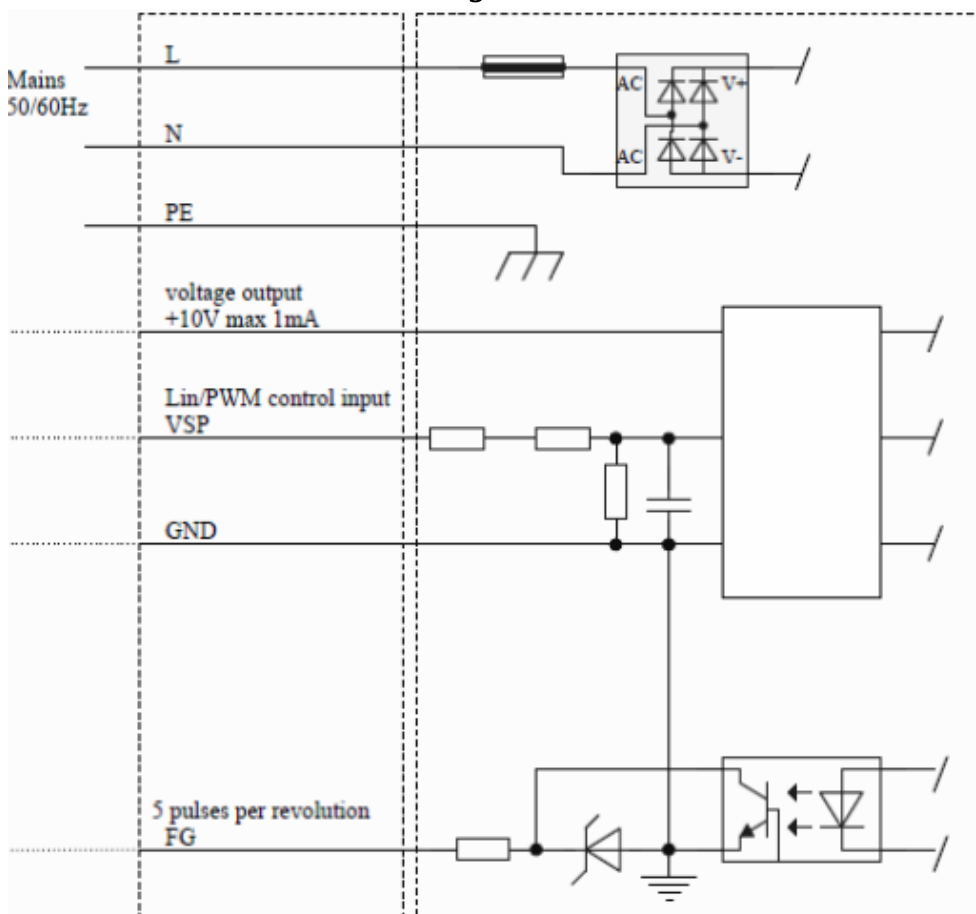 L
Mains
50/60Hz
AC
V+
N
AC
V-
PE
voltage output
+10V max 1mA
Lin/PWM control input
VSP
GND
5 pulses per revolution
FG